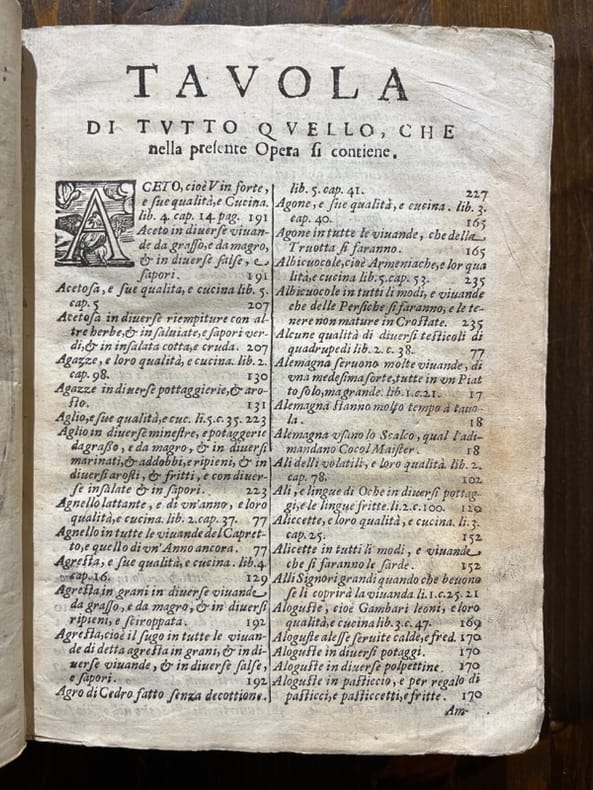 TAVOLA
DI TVTTO QVELLO, CHE
nella preſente Opera ſi contiene.
ACETO, cioè Vin forte,
e ſue qualità, e Cucina.
lib. 4. cap. 14 pag. 191
Aceto in diuerſe viuan-
de da graſſo, e da magro,
& in diuerſe ſalſe, e
ſapori. 191
Acetoſa, e ſue qualita, e cucina lib. 5.
cap. 5 207
Acetoſa in diuerſe riempiture con al-
tre herbe, & in ſaluiate, e ſapori ver-
di, & in inſalata cotta, e cruda. 207
Agazze, e loro qualità, e cucina. lib. 2.
cap. 98. 130
Agazze in diuerſe pottaggierie, & aro-
ſto. 131
Aglio, e ſue qualità, e cuc. li. 5. c. 35. 223
Aglio in diuerſe mineſtre, e potaggerie
da graſſo, e da magro, & in diuerſi
marinati, & addobbi, e ripieni, & in
diuerſi aroſti, & fritti, e con diuer-
ſe inſalate & in ſapori. 223
Agnello lattante, e di vn'anno, e loro
qualità, e cucina. lib. 2. cap. 37. 77
Agnello in tutte le viuande del Capret-
to, e quello di vn'Anno ancora. 77
Agreſta, e ſue qualità, e cucina. lib. 4
cap. 16. 129
Agreſta in grani in diuerſe viuande
da graſſo, e da magro, & in diuerſi
ripieni, e ſciroppata. 192
Agreſta, cioè il ſugo in tutte le viuan-
de di detta agreſta in grani, & in di-
uerſe viuande, & in diuerſe ſalſe,
e ſapori. 192
Agro di Cedro fatto ſenza decottione.
lib. 5. cap. 41. 227
Agone, e ſue qualità, e cucina. lib. 3.
cap. 40. 165
Agone in tutte le viuande, che della
Truotta ſi faranno. 165
Albicuocole, cioè Armeniache, e lor qua
lità, e cucina lib. 5. cap. 53. 235
Albicuocole in tutti li modi, e viuande
che delle Perſiche ſi faranno, e le te-
nere non mature in Croſtate. 235
Alcune qualità di diuerſi teſticoli di
quadrupedi lib. 2. c. 38. 77
Alemagna ſeruono molte viuande, di
vna medeſima ſorte, tutte in vn Piat
to ſolo, ma grande. lib. 1. c. 21. 17
Alemagna ſtanno molto tempo à tauo-
la. 18
Alemagna vſano lo Scalco, qual l'adi-
mandano Cocol Maiſter. 18
Ali delli volatili, e loro qualità. lib. 2.
cap. 78. 102
Ali, e lingue di Oche in diuerſi pottag-
gi, e le lingue fritte. li. 2. c. 100. 129
Aliccette, e loro qualità, e cucina. li. 3.
cap. 25. 152
Alicette in tutti li modi, e viuande
che ſi faranno le ſarde. 152
Alli Signori grandi quando che beuono
ſe li coprirà la viuanda li. 1. c. 25. 21
Aloguſte, cioè Gambari leoni, e loro
qualità, e cucina lib. 3. c. 47. 169
Aloguſte aleſſe ſeruite calde, e fred. 170
Aloguſte in diuerſi potaggi. 170
Aloguſte in diuerſe polpettine. 170
Aloguſte in paſticcio, e per regalo di
paſticci, e paſticcetti, e fritte. 170
Am-